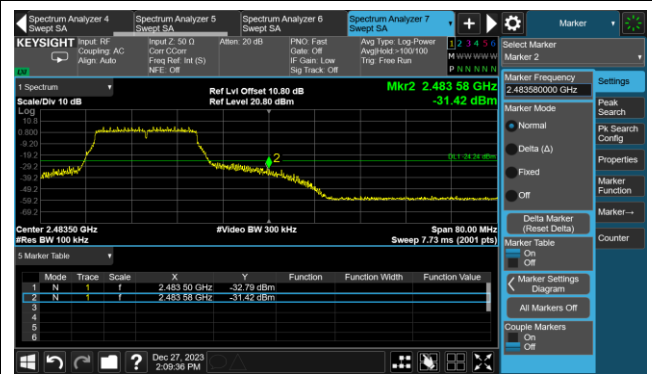 Spectrum Analyzer 4
Swept SA
Spectrum Analyzer 5
Swept SA
Spectrum Analyzer 6
Swept SA
Spectrum Analyzer 7
Swept SA
Marker
KEYSIGHT
Input: RF
Coupling: AC
Align: Auto
Input Z: 50 Ω
Corr CCorr
Freq Ref: Int (S)
NFE: Off
Atten: 20 dB
PNO: Fast
Gate: Off
IF Gain: Low
Sig Track: Off
Avg Type: Log-Power
Avg|Hold:>100/100
Trig: Free Run
1 2 3 4 5 6
M W W W W W
P N N N N N
LXI
Select Marker
Marker 2
1 Spectrum
Scale/Div 10 dB
Log
Ref Lvl Offset 10.80 dB
Ref Level 20.80 dBm
Mkr2 2.483 58 GHz
-31.42 dBm
10.8
0.800
-9.20
-19.2
-29.2
-39.2
-49.2
-59.2
-69.2
2
DL1 -24.24 dBm
Center 2.48350 GHz
#Res BW 100 kHz
#Video BW 300 kHz
Span 80.00 MHz
Sweep 7.73 ms (2001 pts)
5 Marker Table
Mode Trace Scale X Y Function Function Width Function Value
1 N 1 f 2.483 50 GHz -32.79 dBm
2 N 1 f 2.483 58 GHz -31.42 dBm
3
4
5
6
Marker Frequency
2.483580000 GHz
Marker Mode
Normal
Delta (Δ)
Fixed
Off
Delta Marker
(Reset Delta)
Marker Table
On
Off
Marker Settings
Diagram
All Markers Off
Couple Markers
On
Off
Settings
Peak
Search
Pk Search
Config
Properties
Marker
Function
Marker→
Counter
?
Dec 27, 2023
2:09:36 PM